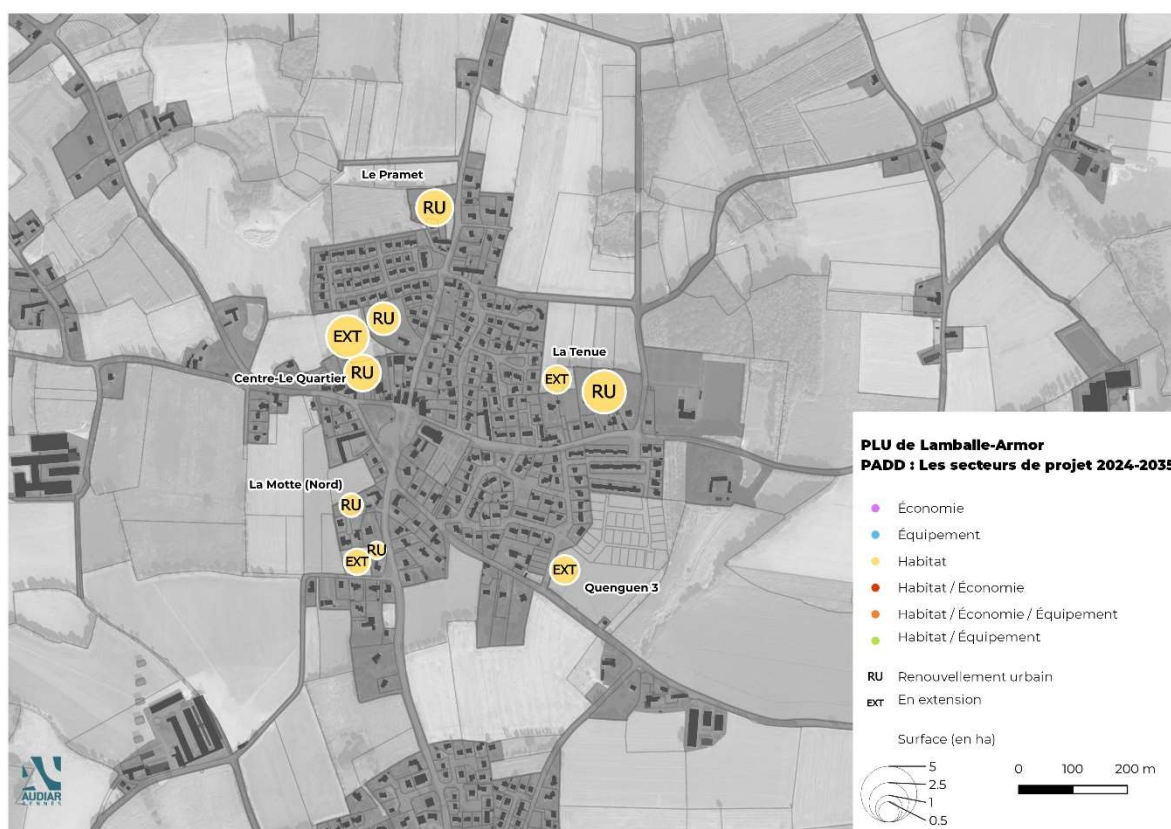 Le Pramet
RU
RU
EXT
La Tenue
Centre-Le Quartier
RU
EXT
RU
La Motte (Nord)
RU
RU
EXT
EXT
Quenguen 3
PLU de Lamballe-Armor
PADD : Les secteurs de projet 2024-2035
Économie
Équipement
Habitat
Habitat / Économie
Habitat / Économie / Équipement
Habitat / Équipement
RU Renouvellement urbain
EXT En extension
Surface (en ha)
5
2.5
1
0.5
0 100 200 m
AUDIAR
RENNES